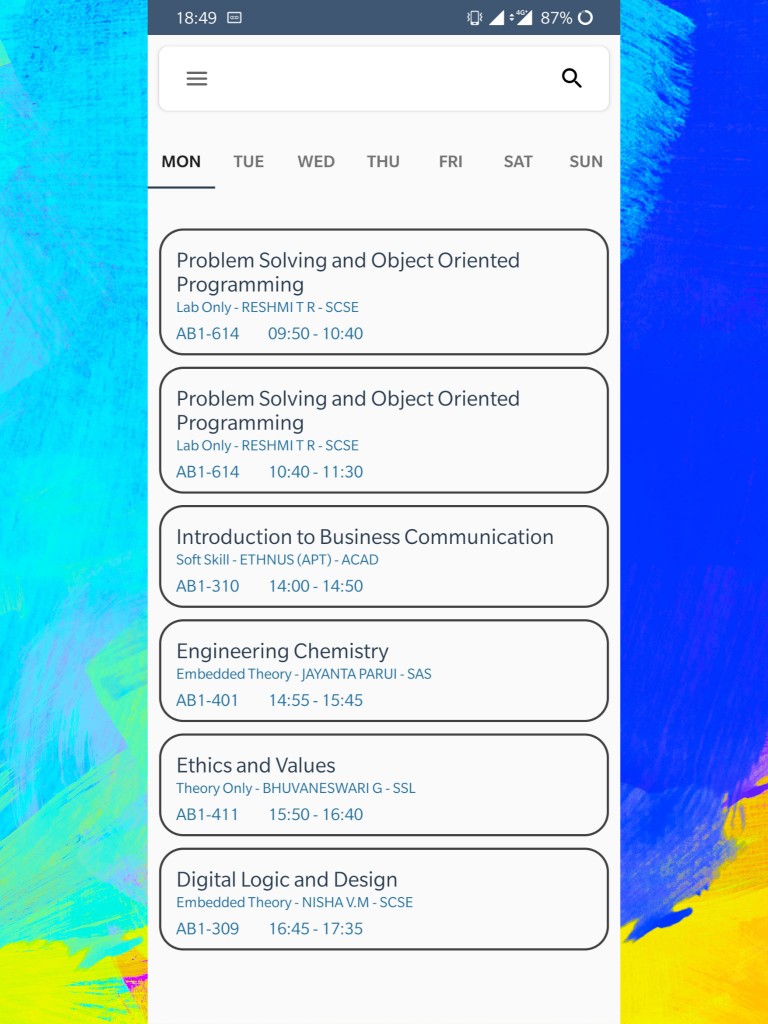 18:49 4G+ 87%
MON TUE WED THU FRI SAT SUN
Problem Solving and Object Oriented
Programming
Lab Only - RESHMI T R - SCSE
AB1-614 09:50 - 10:40
Problem Solving and Object Oriented
Programming
Lab Only - RESHMI T R - SCSE
AB1-614 10:40 - 11:30
Introduction to Business Communication
Soft Skill - ETHNUS (APT) - ACAD
AB1-310 14:00 - 14:50
Engineering Chemistry
Embedded Theory - JAYANTA PARUI - SAS
AB1-401 14:55 - 15:45
Ethics and Values
Theory Only - BHUVANESWARI G - SSL
AB1-411 15:50 - 16:40
Digital Logic and Design
Embedded Theory - NISHA V.M - SCSE
AB1-309 16:45 - 17:35